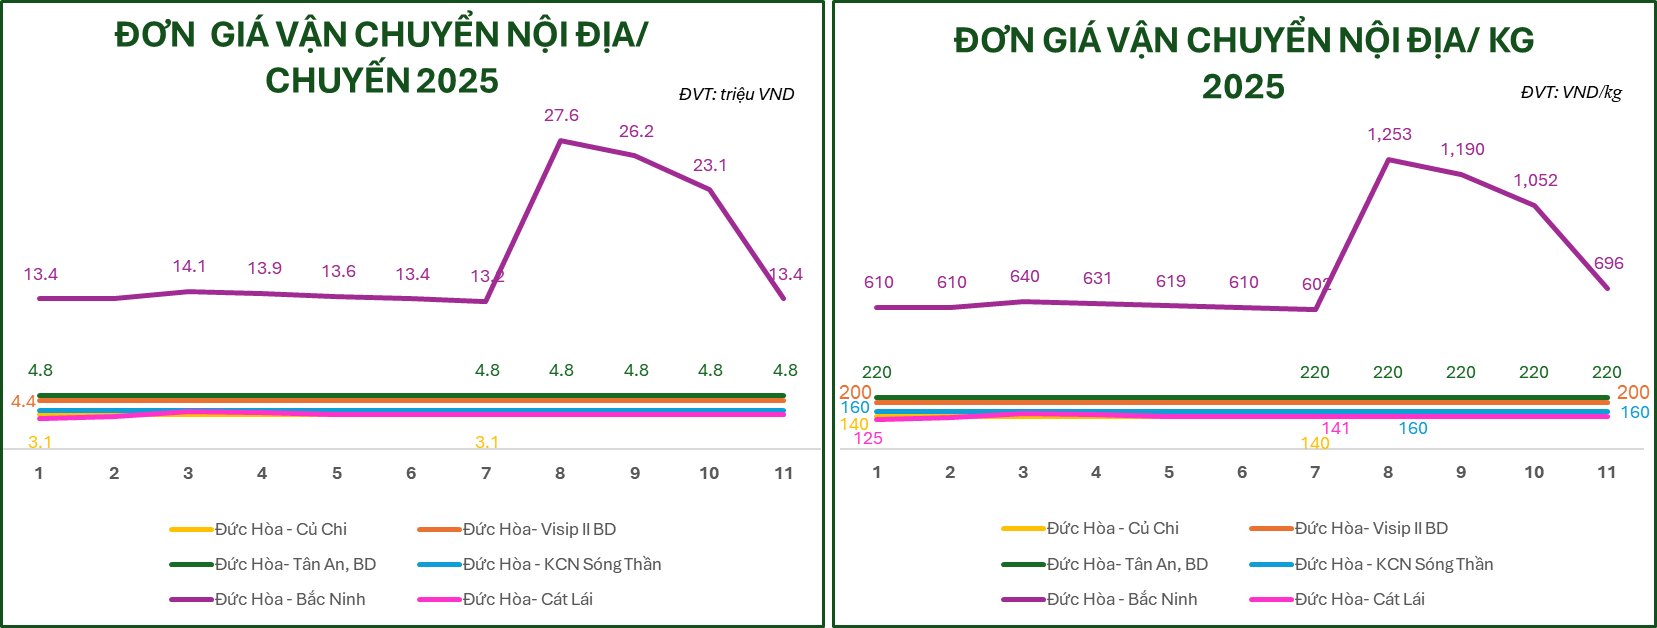 ĐƠN GIÁ VẬN CHUYỂN NỘI ĐỊA/
CHUYẾN 2025
ĐVT: triệu VND
27.6
26.2
23.1
13.4
14.1
13.9
13.6
13.4
13.2
13.4
4.8
4.8
4.8
4.8
4.8
4.8
4.4
3.1
3.1
1 2 3 4 5 6 7 8 9 10 11
Đức Hòa - Củ Chi
Đức Hòa- Visip II BD
Đức Hòa- Tân An, BD
Đức Hòa - KCN Sóng Thần
Đức Hòa - Bắc Ninh
Đức Hòa- Cát Lái
ĐƠN GIÁ VẬN CHUYỂN NỘI ĐỊA/ KG
2025
ĐVT: VND/kg
1,253
1,190
1,052
696
610
610
640
631
619
610
602
220
220
220
220
220
220
200
200
160
160
140
125
141
160
140
1 2 3 4 5 6 7 8 9 10 11
Đức Hòa - Củ Chi
Đức Hòa- Visip II BD
Đức Hòa- Tân An, BD
Đức Hòa - KCN Sóng Thần
Đức Hòa - Bắc Ninh
Đức Hòa- Cát Lái